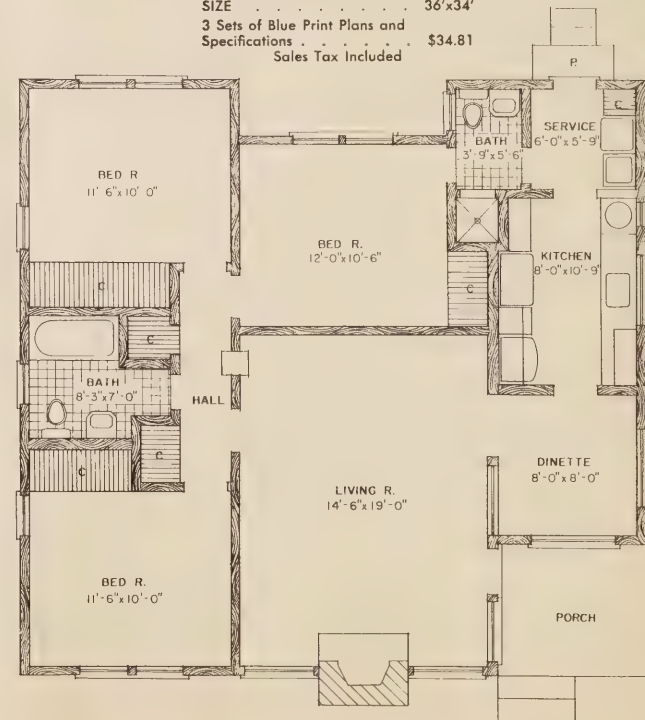 SIZE . . . . . . . . 36'x34'
3 Sets of Blue Print Plans and
Specifications . . . . . . $34.81
Sales Tax Included
P.
C
SERVICE
6'-0"x5'-9"
BATH
3'-9"x5'-6"
BED R
11' 6"x10' 0"
BED R.
12'-0"x10'-6"
KITCHEN
8'-0"x10'-9"
C
C
C
BATH
8'-3"x7'-0"
HALL
C
C
DINETTE
8'-0"x8'-0"
LIVING R.
14'-6"x19'-0"
BED R.
11'-6"x10'-0"
PORCH